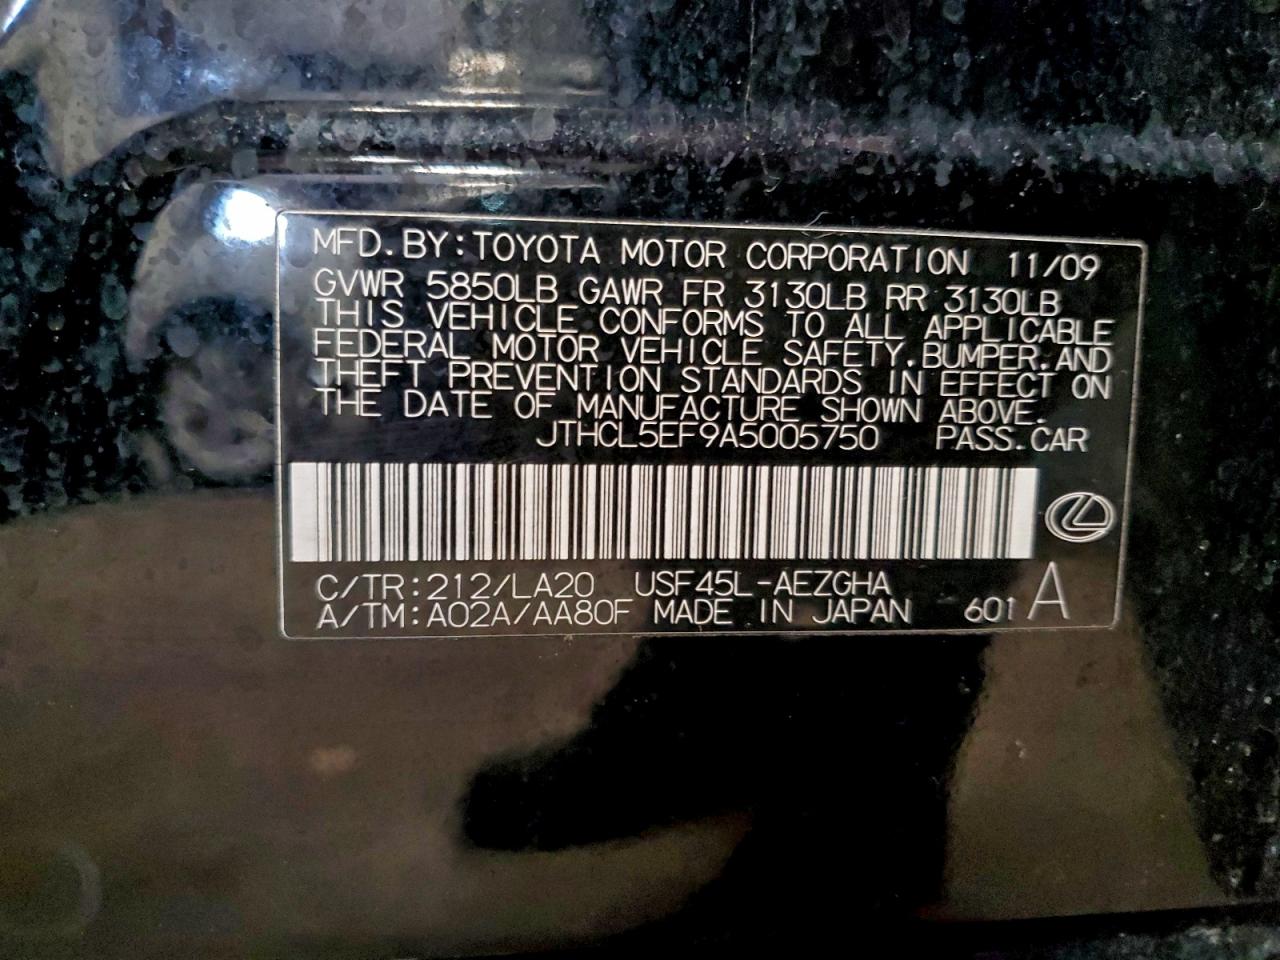 MFD. BY: TOYOTA MOTOR CORPORATION 11/09
GVWR 5850LB GAWR FR 3130LB RR 3130LB
THIS VEHICLE CONFORMS TO ALL APPLICABLE
FEDERAL MOTOR VEHICLE SAFETY, BUMPER, AND
THEFT PREVENTION STANDARDS IN EFFECT ON
THE DATE OF MANUFACTURE SHOWN ABOVE.
JTHCL5EF9A5005750 PASS. CAR
C/TR: 212/LA20 USF45L-AEZGHA
A/TM: A02A/AA80F MADE IN JAPAN 601 A